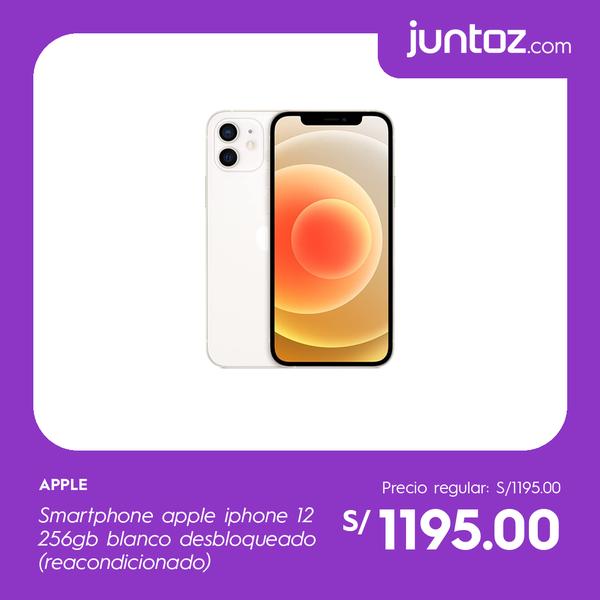 juntoz.com
APPLE
Precio regular: S/1195.00
Smartphone apple iphone 12
256gb blanco desbloqueado
(reacondicionado)
S/ 1195.00